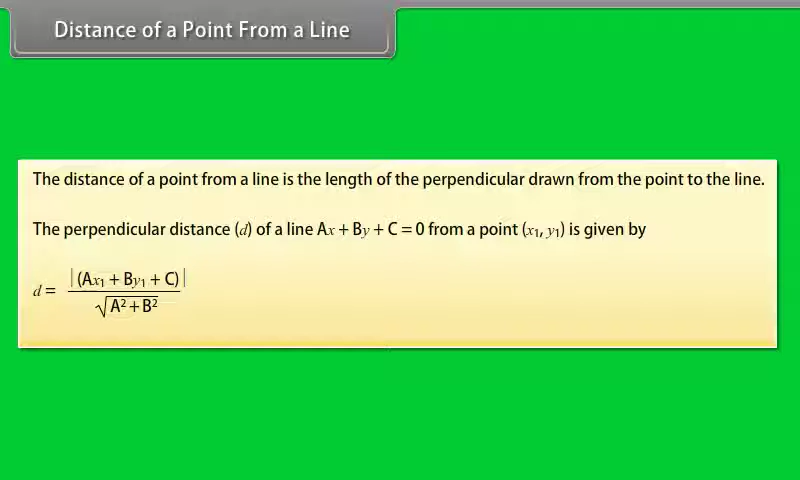 Distance of a Point From a Line
The distance of a point from a line is the length of the perpendicular drawn from the point to the line.
The perpendicular distance (d) of a line Ax + By + C = 0 from a point (x₁, y₁) is given by
d = |(Ax₁ + By₁ + C)| / √(A² + B²)